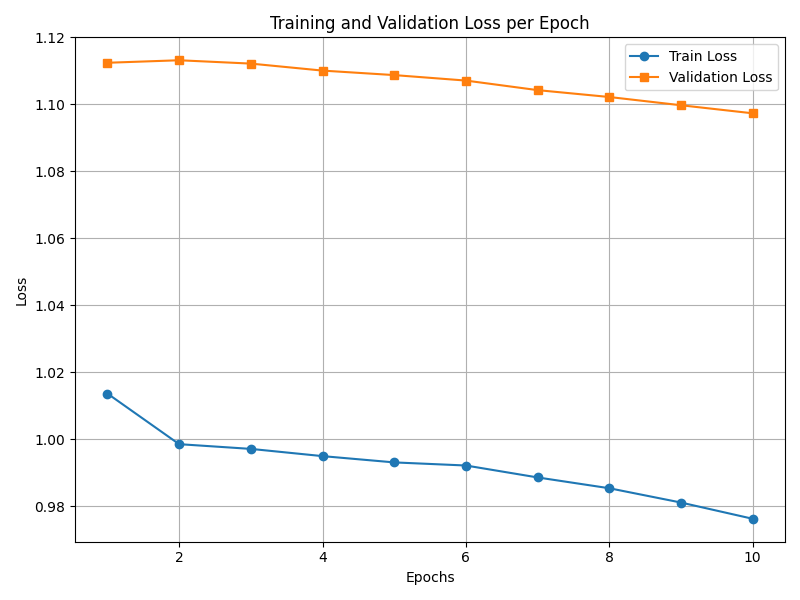 Training and Validation Loss per Epoch
Train Loss
Validation Loss
1.12
1.10
1.08
1.06
1.04
1.02
1.00
0.98
Loss
2 4 6 8 10
Epochs